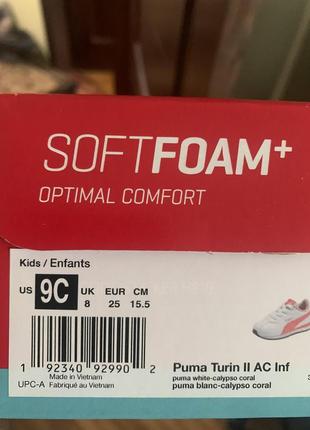 SOFTFOAM+
OPTIMAL COMFORT
Kids / Enfants
US 9C UK 8 EUR 25 CM 15.5
1 92340 92990 2
UPC-A
Made in Vietnam
Fabriqué au Vietnam
Puma Turin II AC Inf
puma white-calypso coral
puma blanc-calypso coral
3